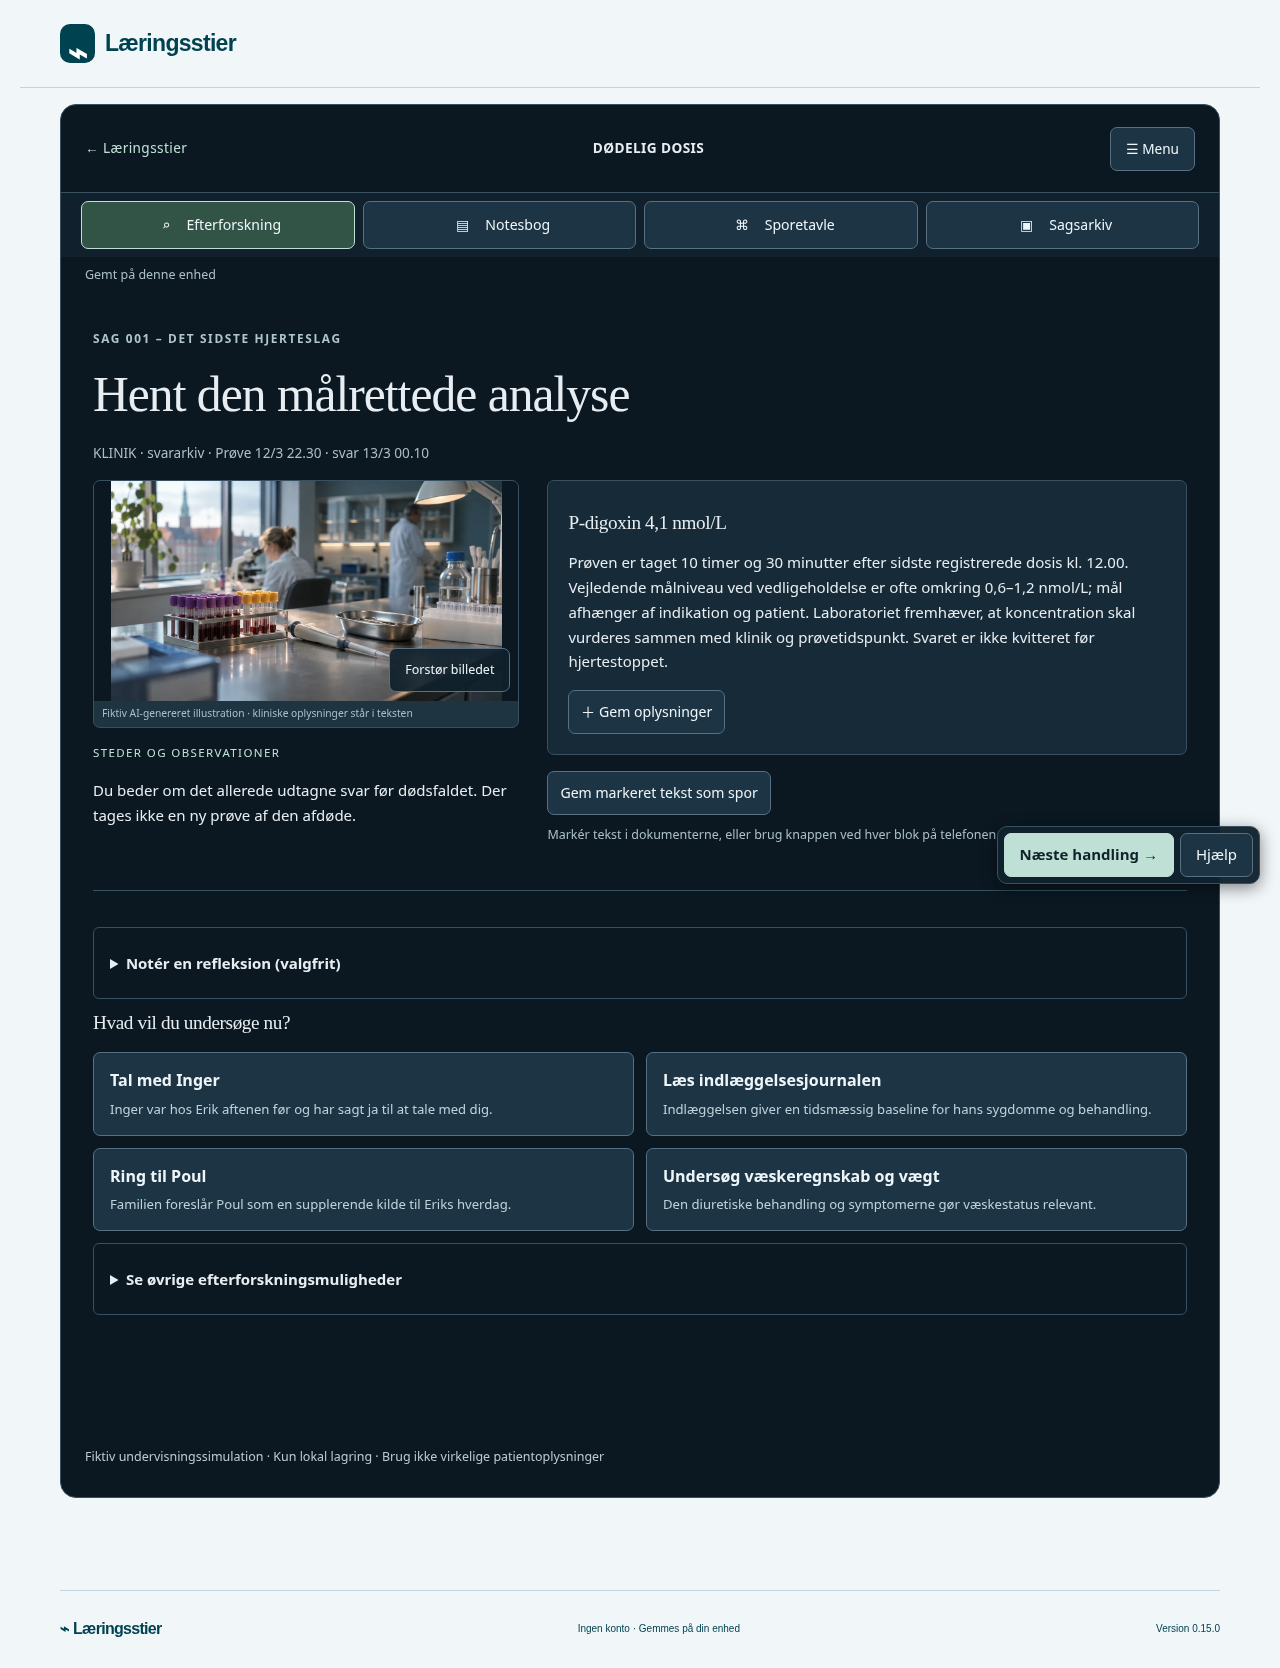 Læringsstier
← Læringsstier
DØDELIG DOSIS
☰ Menu
Efterforskning
Notesbog
⌘ Sporetavle
Sagsarkiv
Gemt på denne enhed
SAG 001 – DET SIDSTE HJERTESLAG
Hent den målrettede analyse
KLINIK · svararkiv · Prøve 12/3 22.30 · svar 13/3 00.10
Forstør billedet
Fiktiv AI-genereret illustration · kliniske oplysninger står i teksten
STEDER OG OBSERVATIONER
Du beder om det allerede udtagne svar før dødsfaldet. Der
tages ikke en ny prøve af den afdøde.
P-digoxin 4,1 nmol/L
Prøven er taget 10 timer og 30 minutter efter sidste registrerede dosis kl. 12.00.
Vejledende målniveau ved vedligeholdelse er ofte omkring 0,6–1,2 nmol/L; mål
afhænger af indikation og patient. Laboratoriet fremhæver, at koncentration skal
vurderes sammen med klinik og prøvetidspunkt. Svaret er ikke kvitteret før
hjertestoppet.
＋ Gem oplysninger
Gem markeret tekst som spor
Markér tekst i dokumenterne, eller brug knappen ved hver blok på telefonen
Næste handling →
Hjælp
▶ Notér en refleksion (valgfrit)
Hvad vil du undersøge nu?
Tal med Inger
Inger var hos Erik aftenen før og har sagt ja til at tale med dig.
Læs indlæggelsesjournalen
Indlæggelsen giver en tidsmæssig baseline for hans sygdomme og behandling.
Ring til Poul
Familien foreslår Poul som en supplerende kilde til Eriks hverdag.
Undersøg væskeregnskab og vægt
Den diuretiske behandling og symptomerne gør væskestatus relevant.
▶ Se øvrige efterforskningsmuligheder
Fiktiv undervisningssimulation · Kun lokal lagring · Brug ikke virkelige patientoplysninger
⌁ Læringsstier
Ingen konto · Gemmes på din enhed
Version 0.15.0